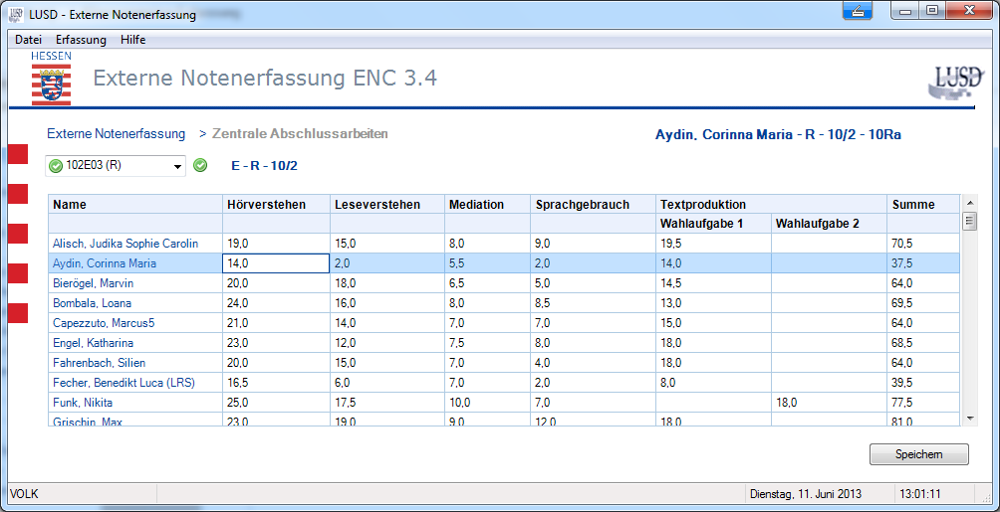 LUSD - Externe Notenerfassung
Datei Erfassung Hilfe
HESSEN
Externe Notenerfassung ENC 3.4
LUSD
Externe Notenerfassung > Zentrale Abschlussarbeiten
Aydin, Corinna Maria - R - 10/2 - 10Ra
102E03 (R)
E - R - 10/2
Name Hörverstehen Leseverstehen Mediation Sprachgebrauch Textproduktion Summe
Wahlaufgabe 1 Wahlaufgabe 2
Alisch, Judika Sophie Carolin 19,0 15,0 8,0 9,0 19,5 70,5
Aydin, Corinna Maria 14,0 2,0 5,5 2,0 14,0 37,5
Bierögel, Marvin 20,0 18,0 6,5 5,0 14,5 64,0
Bombala, Loana 24,0 16,0 8,0 8,5 13,0 69,5
Capezzuto, Marcus5 21,0 14,0 7,0 7,0 15,0 64,0
Engel, Katharina 23,0 12,0 7,5 8,0 18,0 68,5
Fahrenbach, Silien 20,0 15,0 7,0 4,0 18,0 64,0
Fecher, Benedikt Luca (LRS) 16,5 6,0 7,0 2,0 8,0 39,5
Funk, Nikita 25,0 17,5 10,0 7,0 18,0 77,5
Grischin, Max 23,0 19,0 9,0 12,0 18,0 81,0
Speichern
VOLK
Dienstag, 11. Juni 2013 13:01:11